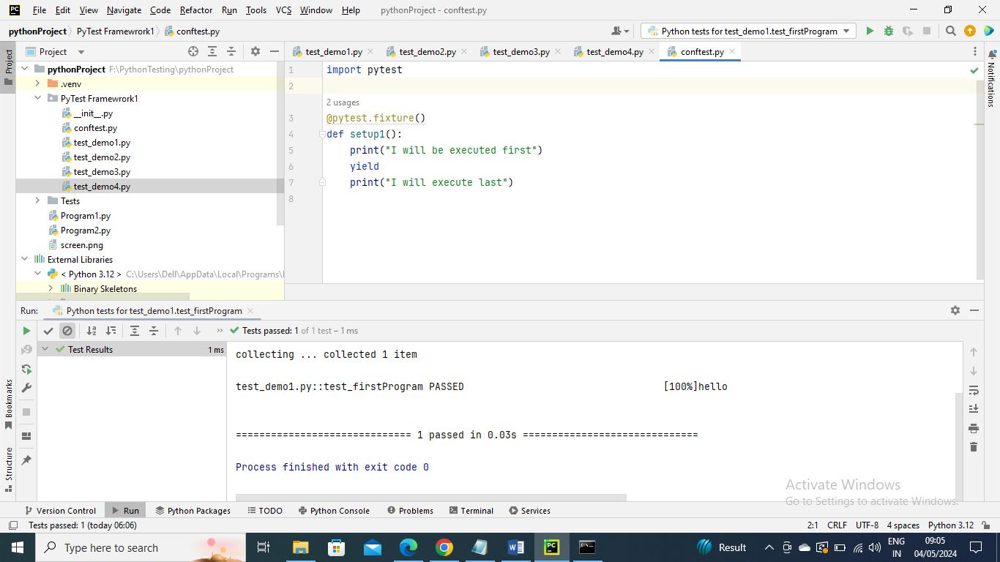 PC File Edit View Navigate Code Refactor Run Tools VCS Window Help pythonProject - conftest.py
pythonProject PyTest Framewrork1 conftest.py Python tests for test_demo1.test_firstProgram
Project
Project
test_demo1.py test_demo2.py test_demo3.py test_demo4.py conftest.py
Notifications
pythonProject F:\PythonTesting\pythonProject
.venv
PyTest Framewrork1
__init__.py
conftest.py
test_demo1.py
test_demo2.py
test_demo3.py
test_demo4.py
Tests
Program1.py
Program2.py
screen.png
External Libraries
< Python 3.12 > C:\Users\Dell\AppData\Local\Programs\
Binary Skeletons
1 import pytest
2
2 usages
3 @pytest.fixture()
4 def setup1():
5 print("I will be executed first")
6 yield
7 print("I will execute last")
8
Run: Python tests for test_demo1.test_firstProgram
» Tests passed: 1 of 1 test – 1 ms
Test Results 1 ms
collecting ... collected 1 item
test_demo1.py::test_firstProgram PASSED [100%]hello
============================== 1 passed in 0.03s ==============================
Process finished with exit code 0
Bookmarks
Structure
Activate Windows
Go to Settings to activate Windows.
Version Control Run Python Packages TODO Python Console Problems Terminal Services
Tests passed: 1 (today 06:06) 2:1 CRLF UTF-8 4 spaces Python 3.12
Type here to search Result ENG IN 09:05 04/05/2024